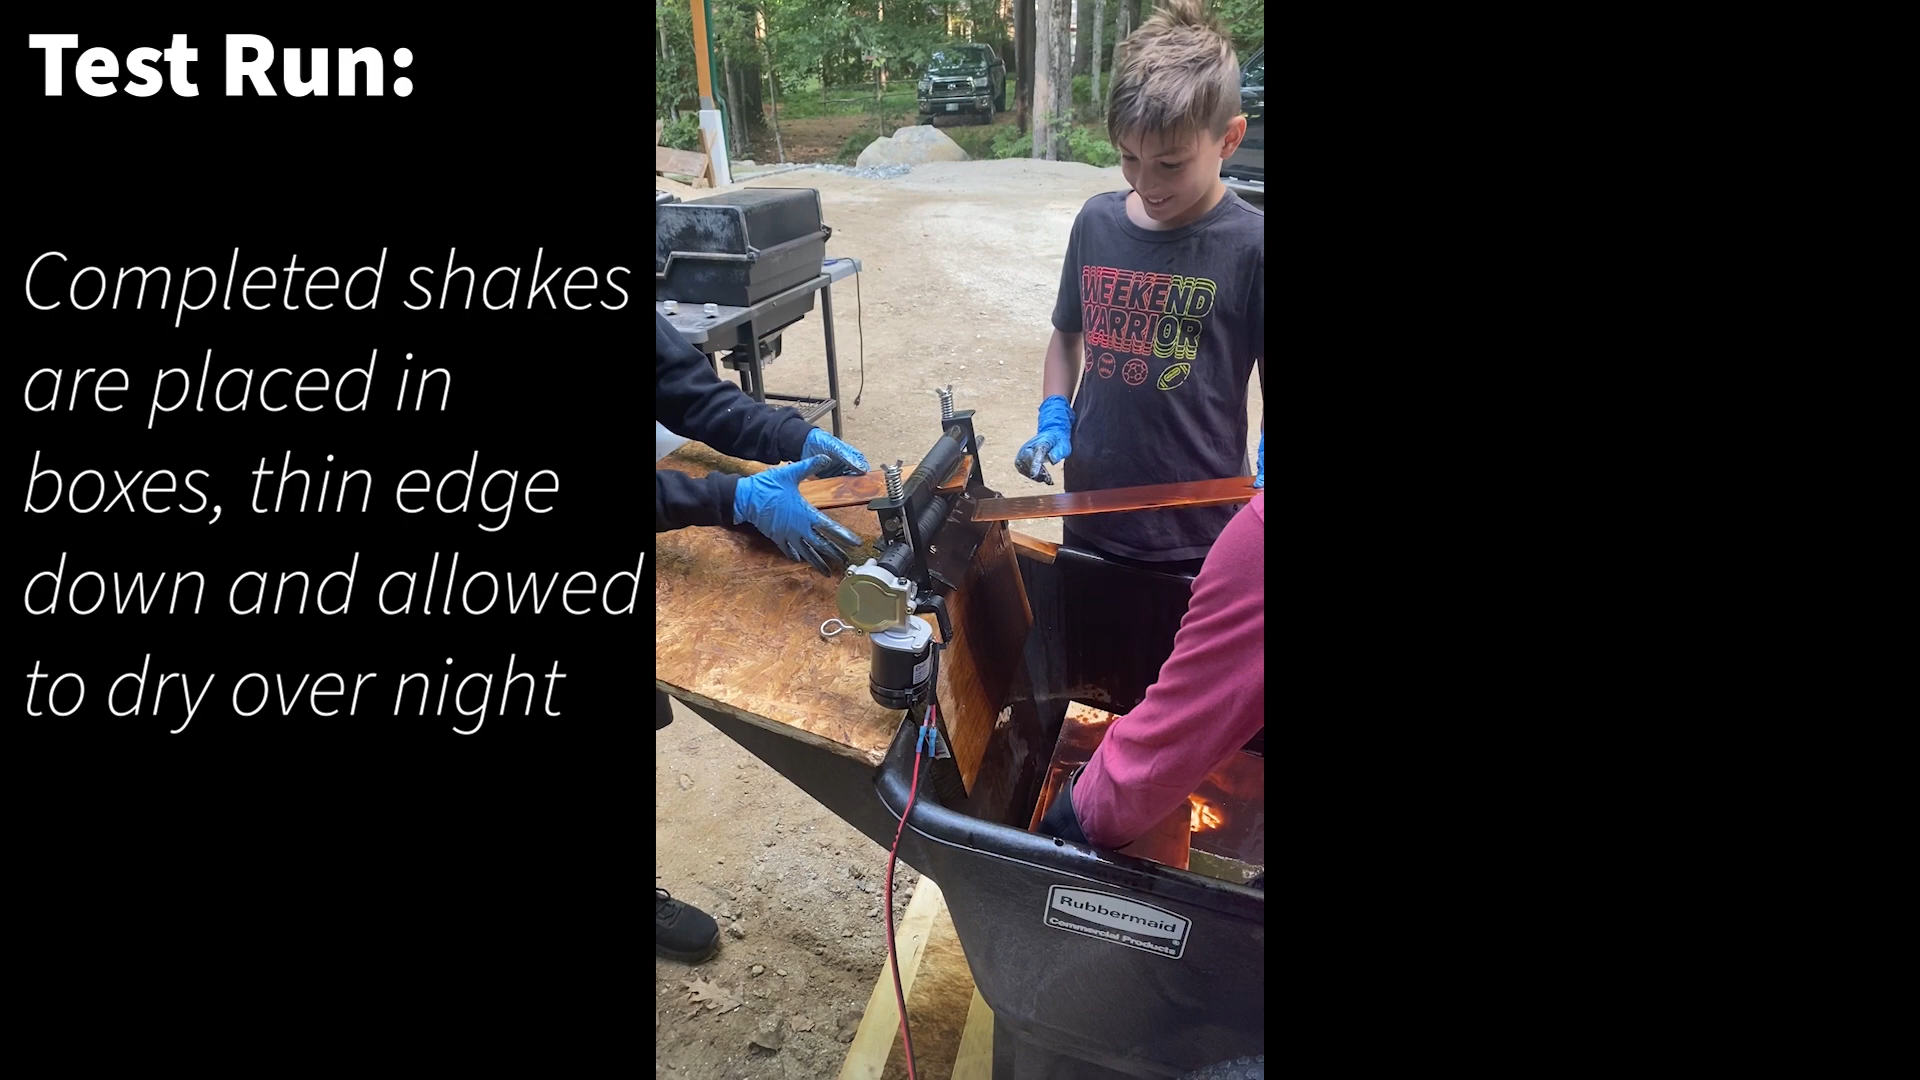 Test Run:
Completed shakes
are placed in
boxes, thin edge
down and allowed
to dry over night
WEEKEND
WARRIOR
Rubbermaid
Commercial Products